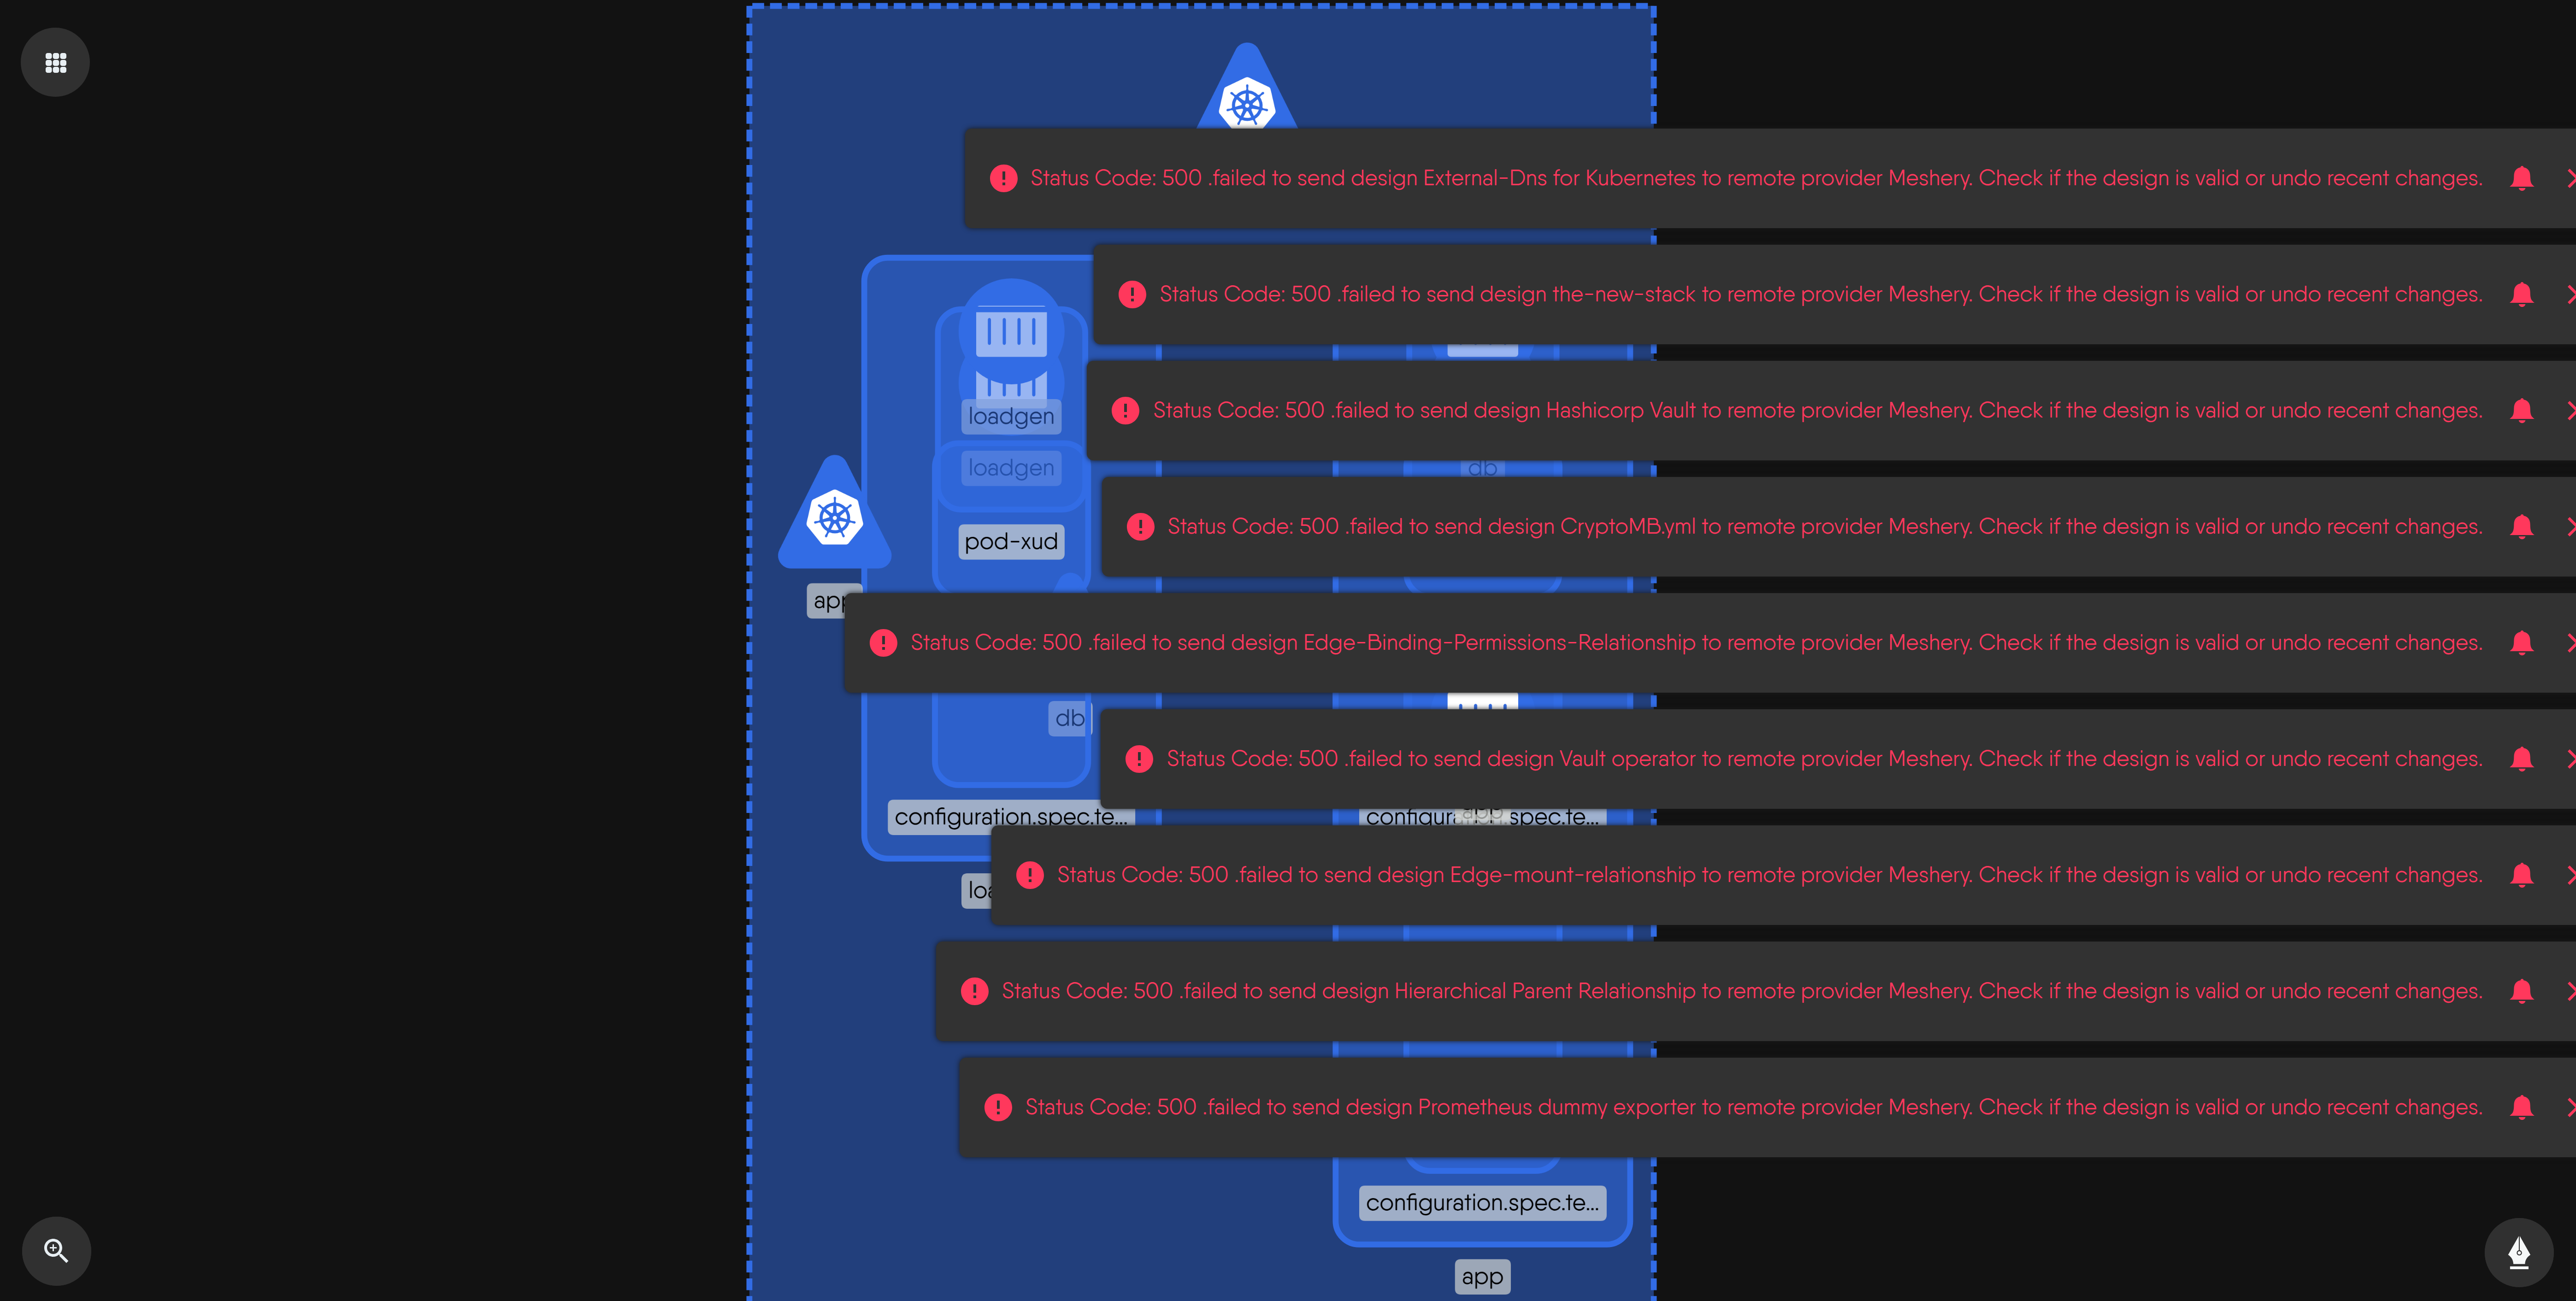 Status Code: 500 .failed to send design External-Dns for Kubernetes to remote provider Meshery. Check if the design is valid or undo recent changes.
Status Code: 500 .failed to send design the-new-stack to remote provider Meshery. Check if the design is valid or undo recent changes.
Status Code: 500 .failed to send design Hashicorp Vault to remote provider Meshery. Check if the design is valid or undo recent changes.
loadgen
loadgen
db
Status Code: 500 .failed to send design CryptoMB.yml to remote provider Meshery. Check if the design is valid or undo recent changes.
pod-xud
app
Status Code: 500 .failed to send design Edge-Binding-Permissions-Relationship to remote provider Meshery. Check if the design is valid or undo recent changes.
db
Status Code: 500 .failed to send design Vault operator to remote provider Meshery. Check if the design is valid or undo recent changes.
configuration.spec.te...
app
Status Code: 500 .failed to send design Edge-mount-relationship to remote provider Meshery. Check if the design is valid or undo recent changes.
Status Code: 500 .failed to send design Hierarchical Parent Relationship to remote provider Meshery. Check if the design is valid or undo recent changes.
Status Code: 500 .failed to send design Prometheus dummy exporter to remote provider Meshery. Check if the design is valid or undo recent changes.
configuration.spec.te...
app